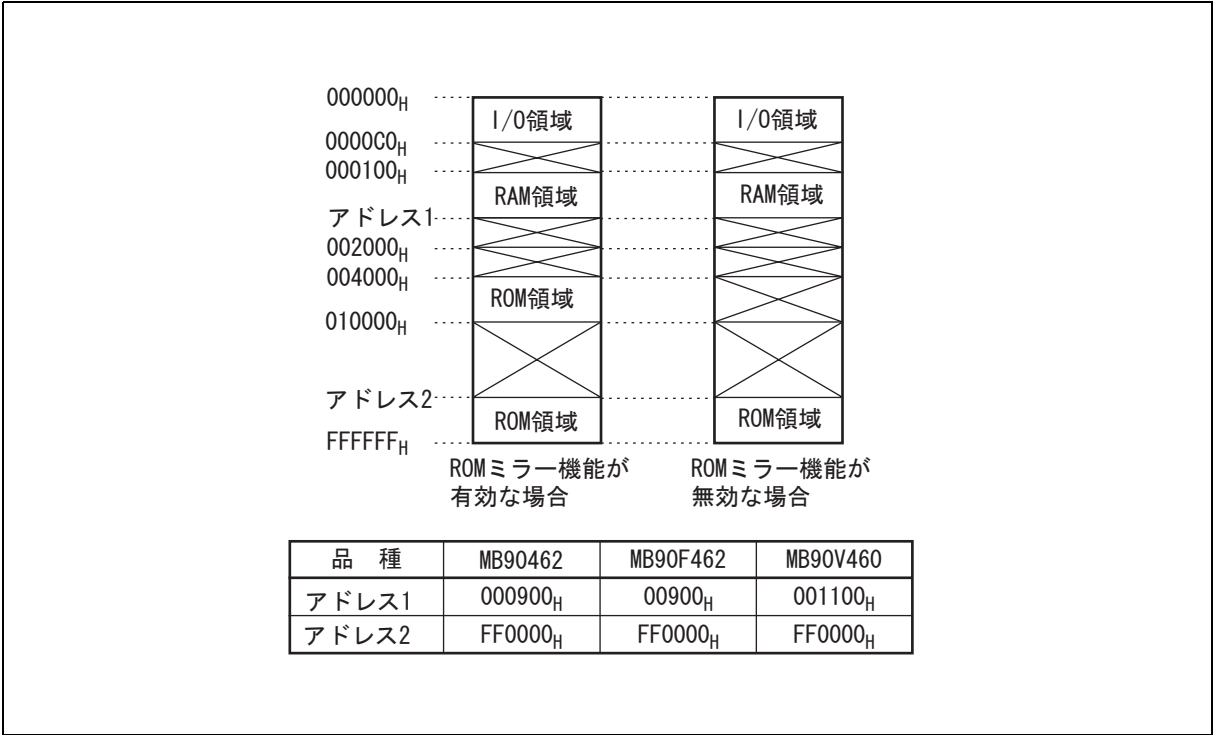 000000H
I/O領域
I/O領域
0000C0H
000100H
RAM領域
RAM領域
アドレス1
002000H
004000H
ROM領域
010000H
アドレス2
ROM領域
ROM領域
FFFFFFH
ROMミラー機能が
有効な場合
ROMミラー機能が
無効な場合
品 種 MB90462 MB90F462 MB90V460
アドレス1 000900H 00900H 001100H
アドレス2 FF0000H FF0000H FF0000H